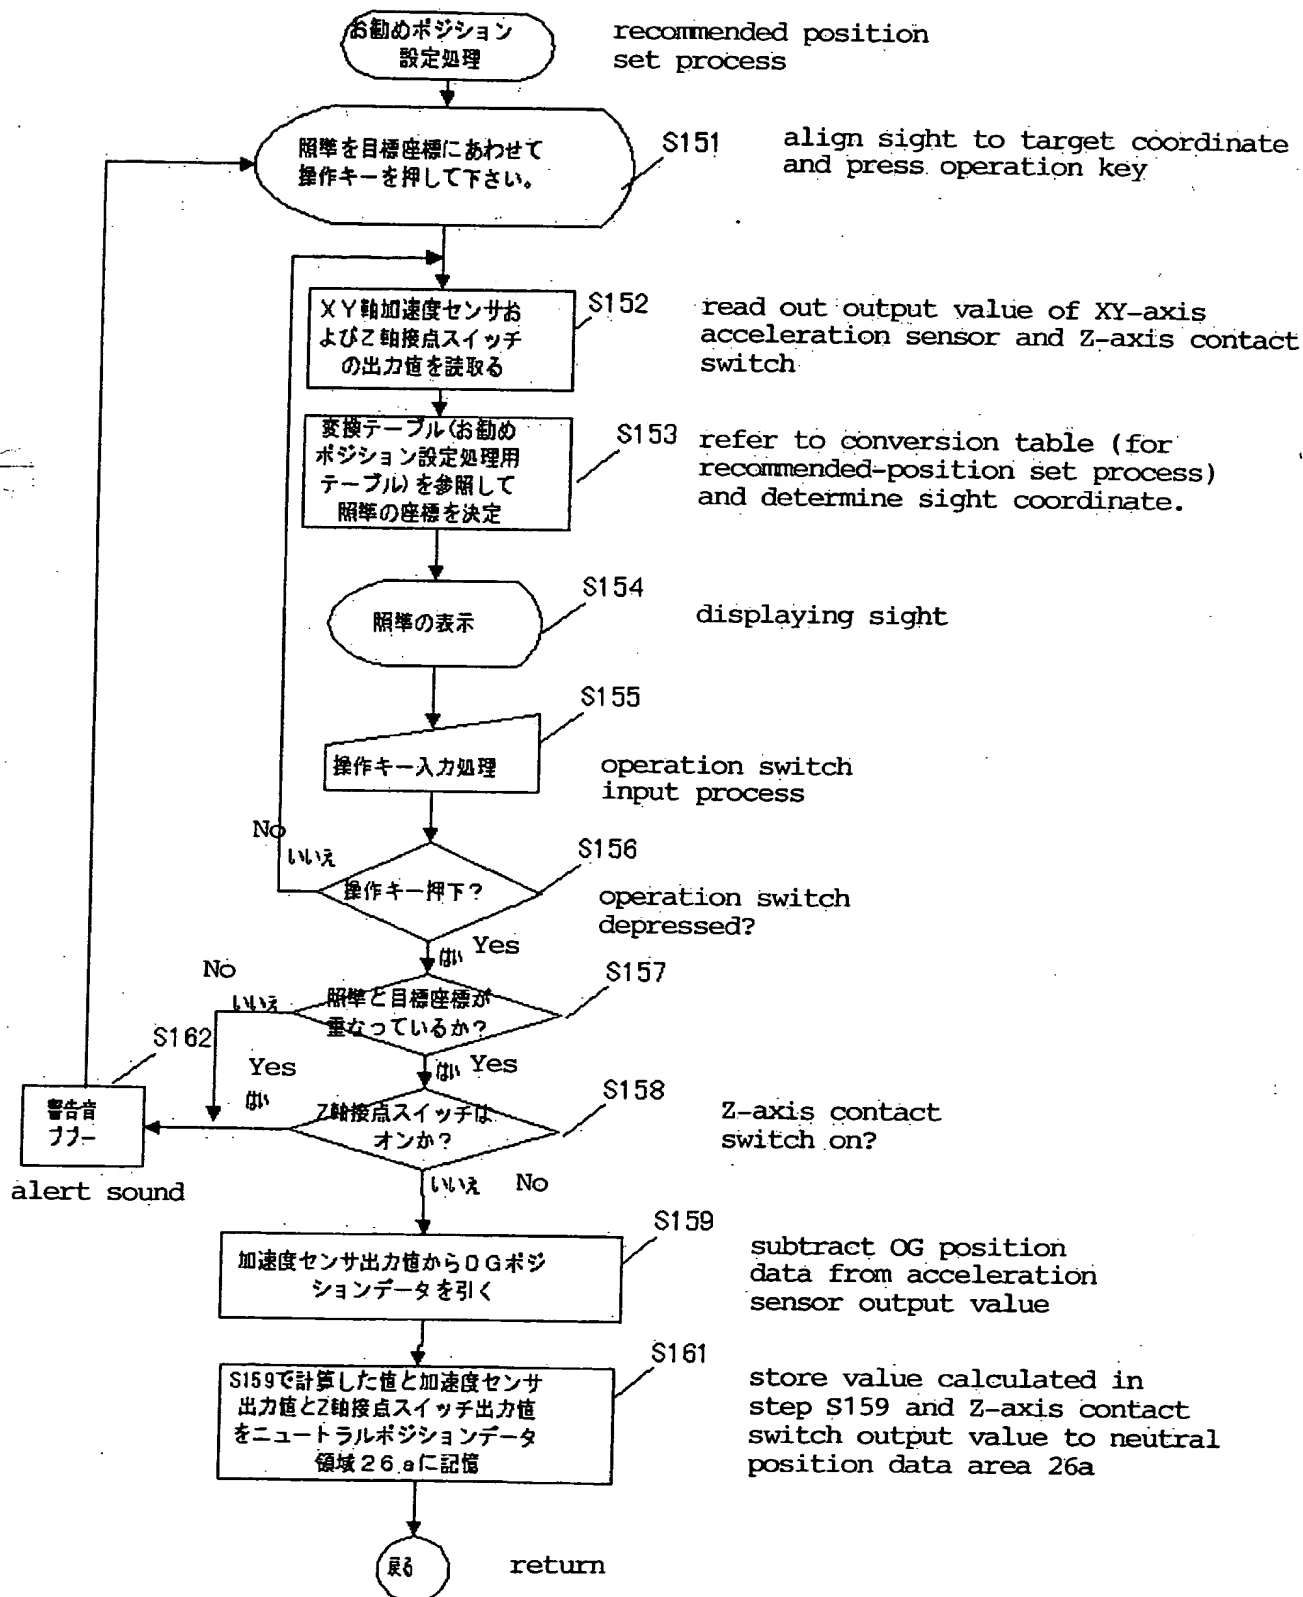 お勧めポジション
設定処理
recommended position
set process
照準を目標座標にあわせて
操作キーを押して下さい。
S151
align sight to target coordinate
and press operation key
XY軸加速度センサお
よびZ軸接点スイッチ
の出力値を読取る
S152
read out output value of XY-axis
acceleration sensor and Z-axis contact
switch
変換テーブル(お勧め
ポジション設定処理用
テーブル)を参照して
照準の座標を決定
S153
refer to conversion table (for
recommended-position set process)
and determine sight coordinate.
照準の表示
S154
displaying sight
操作キー入力処理
S155
operation switch
input process
No
いいえ
操作キー押下?
S156
operation switch
depressed?
はい
Yes
No
いいえ
照準と目標座標が
重なっているか?
S157
はい
Yes
S162
Yes
はい
警告音
ブブー
alert sound
Z軸接点スイッチは
オンか?
S158
Z-axis contact
switch on?
いいえ
No
加速度センサ出力値から0Gポジ
ションデータを引く
S159
subtract OG position
data from acceleration
sensor output value
S159で計算した値と加速度センサ
出力値とZ軸接点スイッチ出力値
をニュートラルポジションデータ
領域26aに記憶
S161
store value calculated in
step S159 and Z-axis contact
switch output value to neutral
position data area 26a
戻る
return